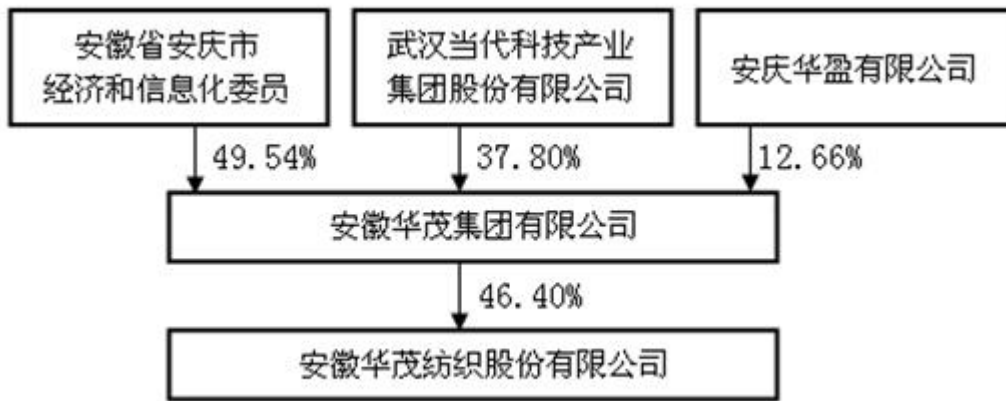 安徽省安庆市
经济和信息化委员
武汉当代科技产业
集团股份有限公司
安庆华盈有限公司
49.54%
37.80%
12.66%
安徽华茂集团有限公司
46.40%
安徽华茂纺织股份有限公司